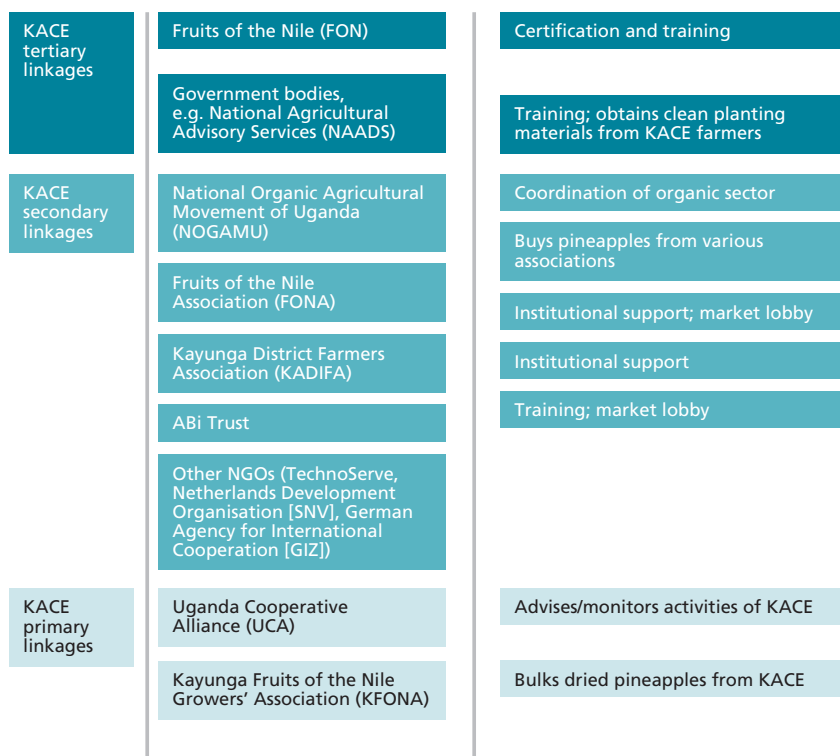 KACE
tertiary
linkages
Fruits of the Nile (FON)
Certification and training
Government bodies,
e.g. National Agricultural
Advisory Services (NAADS)
Training; obtains clean planting
materials from KACE farmers
KACE
secondary
linkages
National Organic Agricultural
Movement of Uganda
(NOGAMU)
Coordination of organic sector
Buys pineapples from various
associations
Fruits of the Nile
Association (FONA)
Institutional support; market lobby
Kayunga District Farmers
Association (KADIFA)
Institutional support
ABi Trust
Training; market lobby
Other NGOs (TechnoServe,
Netherlands Development
Organisation [SNV], German
Agency for International
Cooperation [GIZ])
KACE
primary
linkages
Uganda Cooperative
Alliance (UCA)
Advises/monitors activities of KACE
Kayunga Fruits of the Nile
Growers’ Association (KFONA)
Bulks dried pineapples from KACE